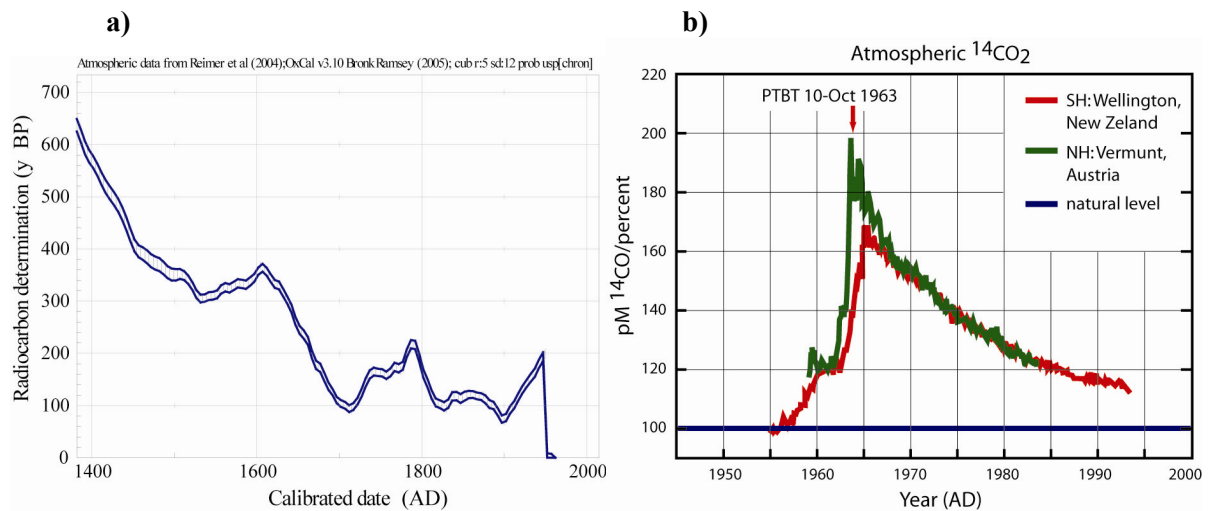 a)
Atmospheric data from Reimer et al (2004);OxCal v3.10 Bronk Ramsey (2005); cub r:5 sd:12 prob usp[chron]
Radiocarbon determination (y BP)
700
600
500
400
300
200
100
0
1400
1600
1800
2000
Calibrated date (AD)
b)
Atmospheric ¹⁴CO₂
pM ¹⁴CO/percent
220
200
180
160
140
120
100
PTBT 10-Oct 1963
SH:Wellington,
New Zeland
NH:Vermunt,
Austria
natural level
1950
1960
1970
1980
1990
2000
Year (AD)